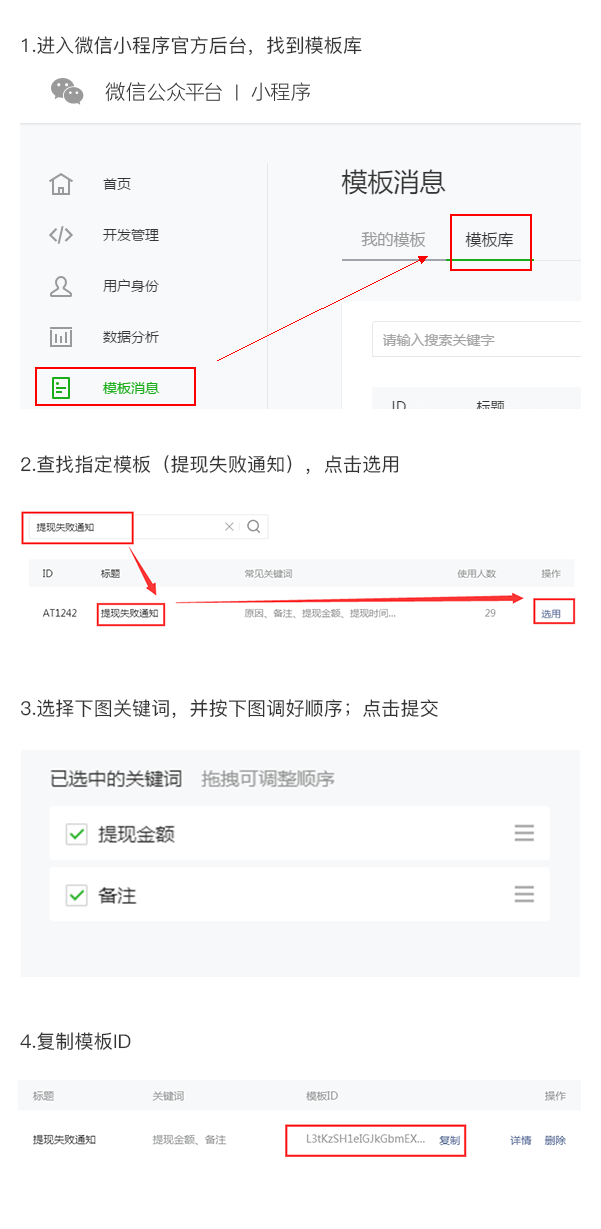 1.进入微信小程序官方后台，找到模板库
微信公众平台 | 小程序
首页
开发管理
用户身份
数据分析
模板消息
模板消息
我的模板 模板库
请输入搜索关键字
ID 标题
2.查找指定模板（提现失败通知），点击选用
提现失败通知
ID 标题 常见关键词 使用人数 操作
AT1242 提现失败通知 原因、备注、提现金额、提现时间... 29 选用
3.选择下图关键词，并按下图调好顺序；点击提交
已选中的关键词 拖拽可调整顺序
提现金额
备注
4.复制模板ID
标题 关键词 模板ID 操作
提现失败通知 提现金额、备注 L3tKzSH1eIGJkGbmEX... 复制 详情 删除